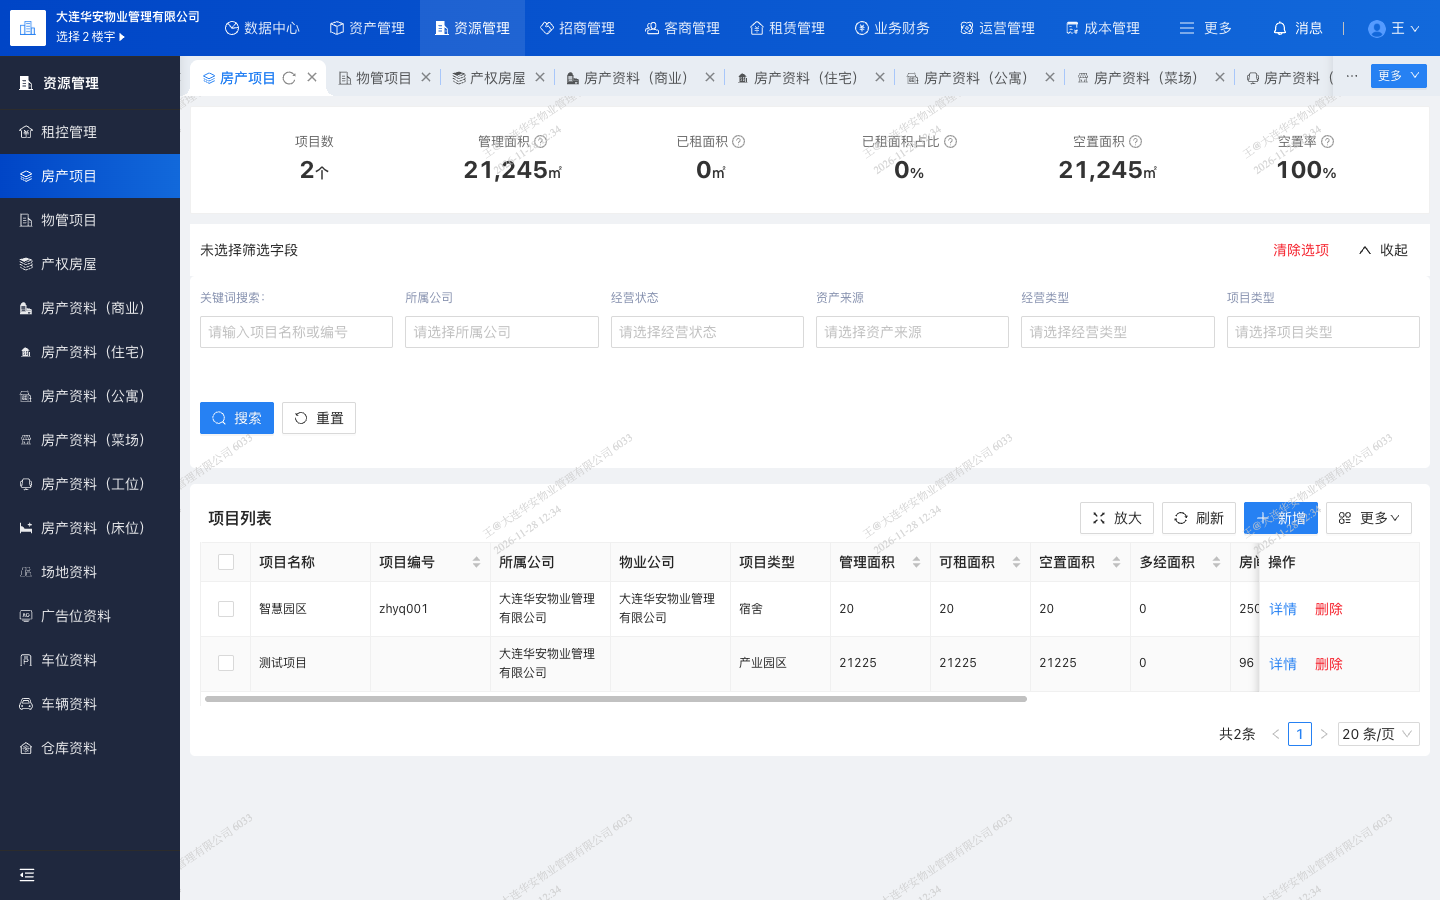 大连华安物业管理有限公司
选择 2 楼宇
数据中心
资产管理
资源管理
招商管理
客商管理
租赁管理
业务财务
运营管理
成本管理
更多
消息
王
资源管理
租控管理
房产项目
物管项目
产权房屋
房产资料（商业）
房产资料（住宅）
房产资料（公寓）
房产资料（菜场）
房产资料（工位）
房产资料（床位）
场地资料
广告位资料
车位资料
车辆资料
仓库资料
房产项目
物管项目
产权房屋
房产资料（商业）
房产资料（住宅）
房产资料（公寓）
房产资料（菜场）
房产资料（
···
更多
项目数
2个
管理面积
21,245㎡
已租面积
0㎡
已租面积占比
0%
空置面积
21,245㎡
空置率
100%
未选择筛选字段
清除选项
收起
关键词搜索:
所属公司
经营状态
资产来源
经营类型
项目类型
请输入项目名称或编号
请选择所属公司
请选择经营状态
请选择资产来源
请选择经营类型
请选择项目类型
搜索
重置
项目列表
放大
刷新
新增
更多
项目名称 项目编号 所属公司 物业公司 项目类型 管理面积 可租面积 空置面积 多经面积 房间 操作
智慧园区 zhyq001 大连华安物业管理有限公司 大连华安物业管理有限公司 宿舍 20 20 20 0 250 详情 删除
测试项目 大连华安物业管理有限公司 产业园区 21225 21225 21225 0 96 详情 删除
共2条
1
20 条/页
王@大连华安物业管理有限公司 6033
2026-11-28 12:34